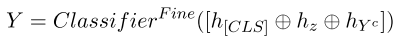 Y = Classifier^{Fine}([h_{[CLS]} ⊕ h_z ⊕ h_{Y^c}])